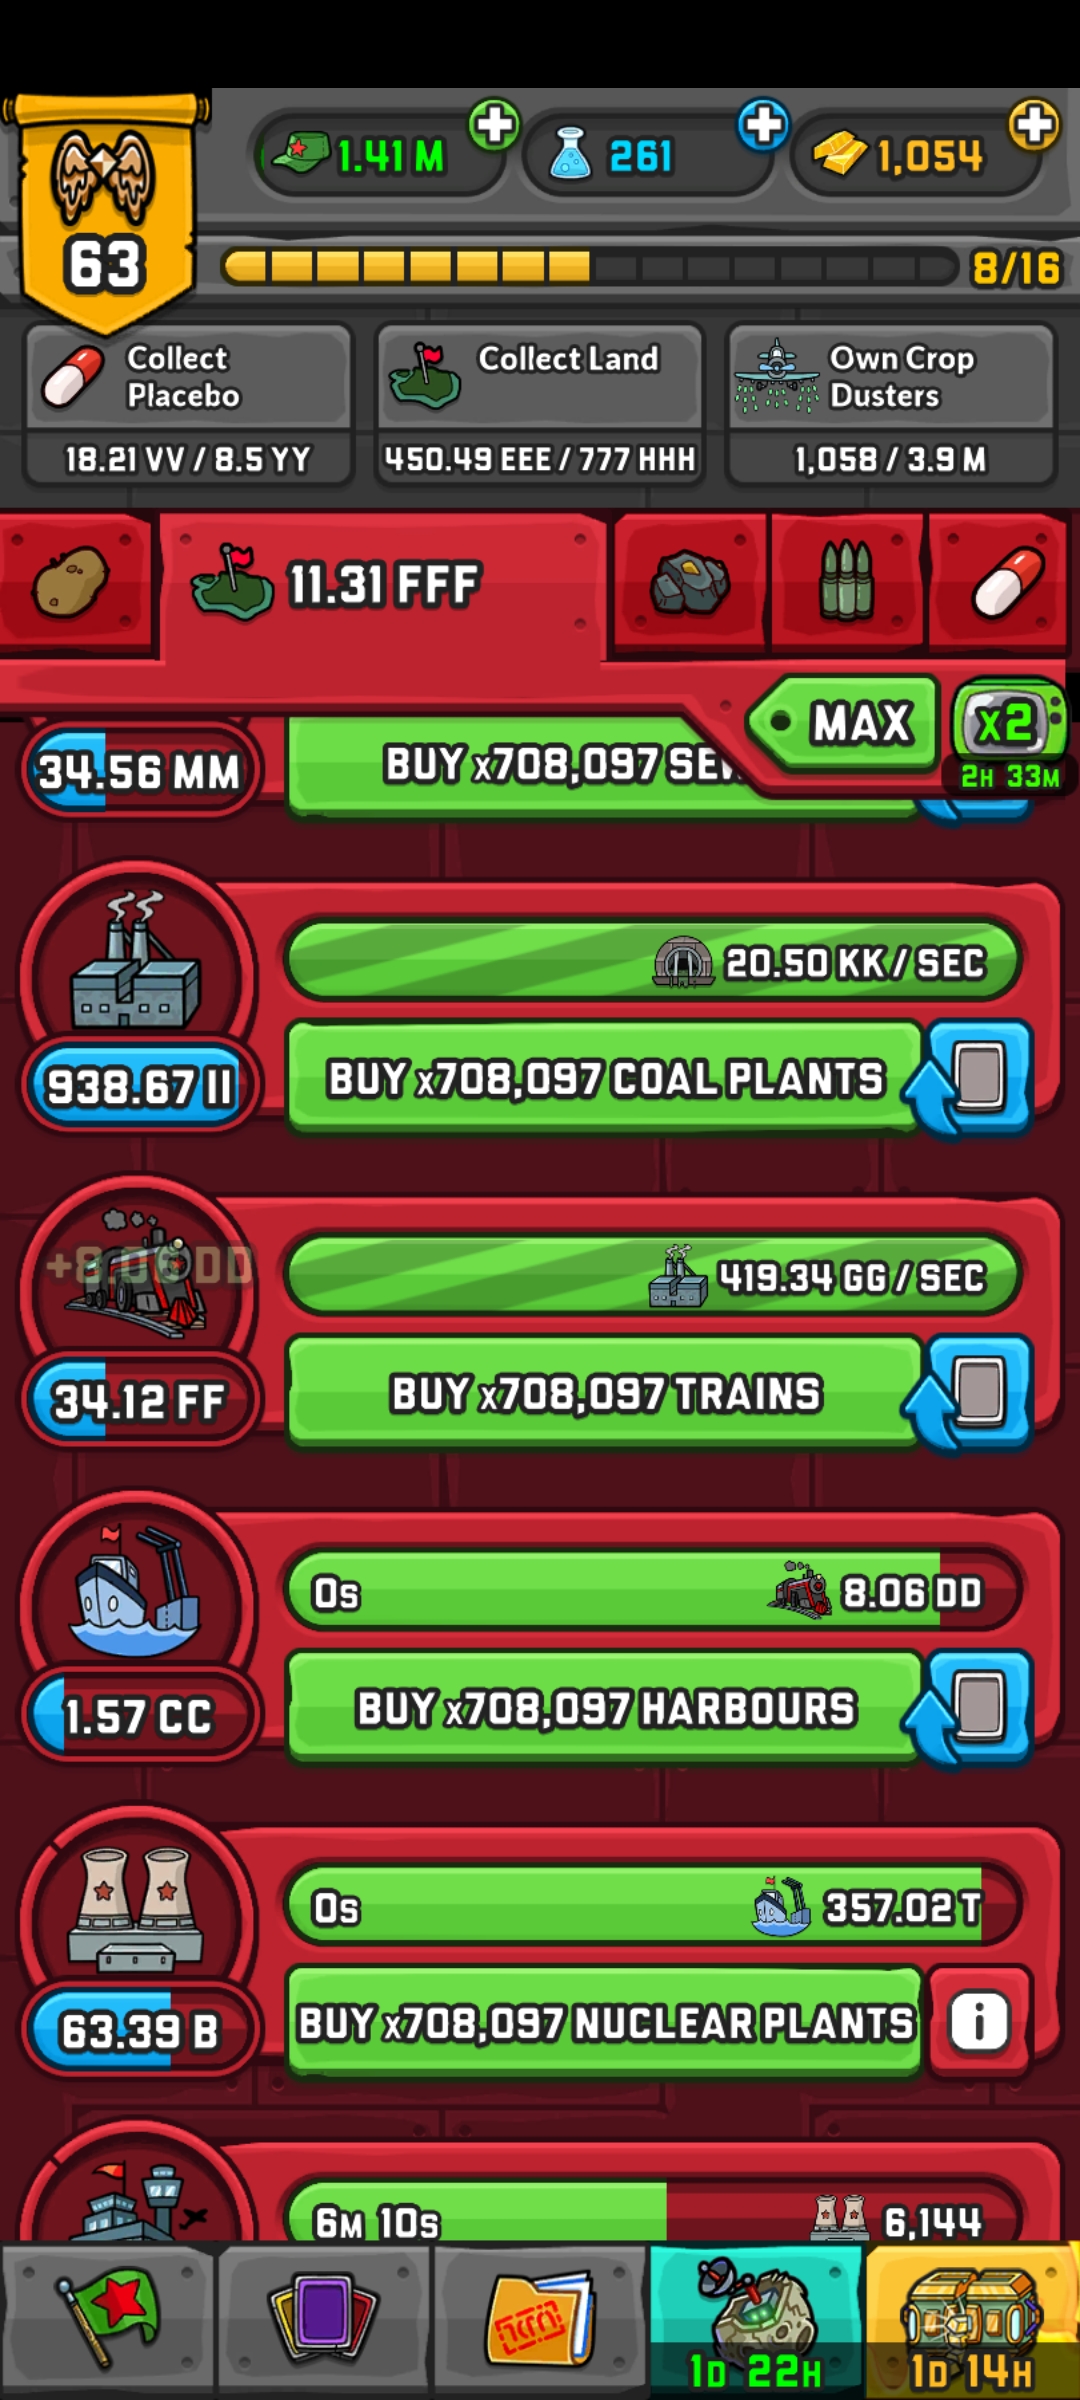 1.41 M
261
1,054
63
8/16
Collect
Placebo
18.21 VV / 8.5 YY
Collect Land
450.49 EEE / 777 HHH
Own Crop
Dusters
1,058 / 3.9 M
11.31 FFF
MAX
x2
2H 33M
34.56 MM
BUY x708,097
20.50 KK / SEC
938.67 II
BUY x708,097 COAL PLANTS
+8.06 DD
419.34 GG / SEC
34.12 FF
BUY x708,097 TRAINS
0s
8.06 DD
1.57 CC
BUY x708,097 HARBOURS
0s
357.02 T
63.39 B
BUY x708,097 NUCLEAR PLANTS
i
6M 10s
6,144
1D 22H
1D 14H